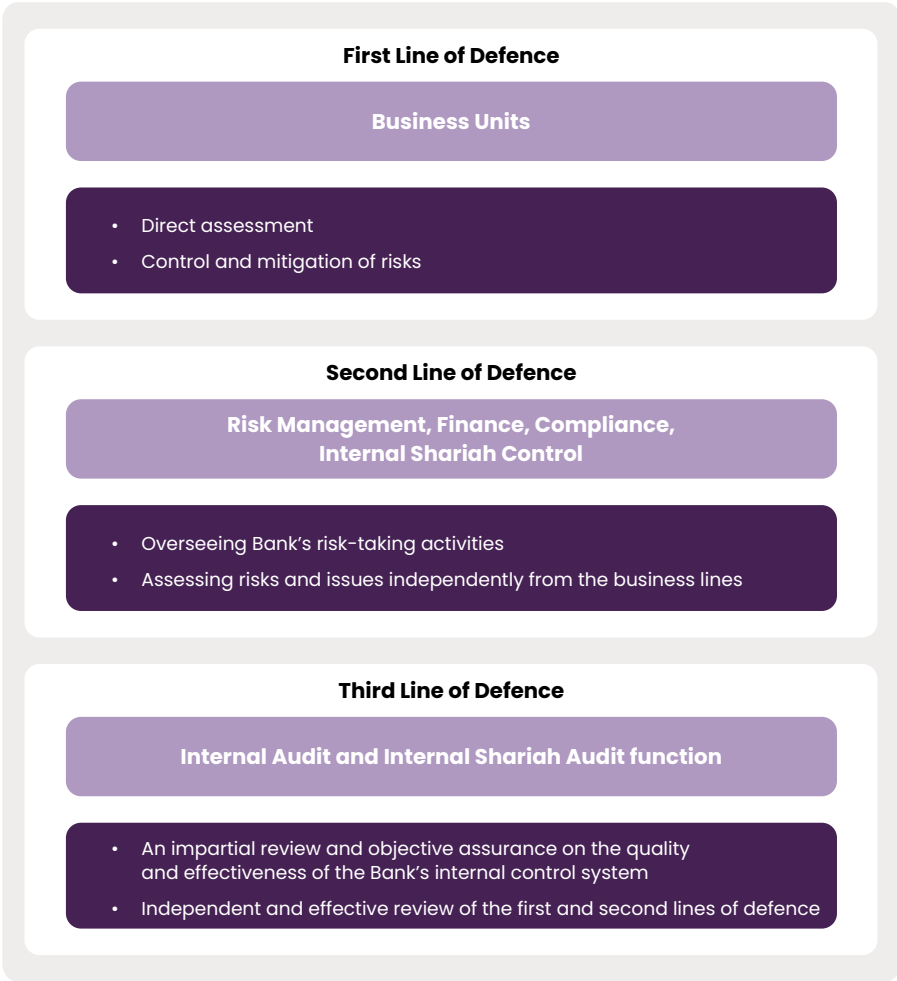 First Line of Defence
Business Units
• Direct assessment
• Control and mitigation of risks
Second Line of Defence
Risk Management, Finance, Compliance,
Internal Shariah Control
• Overseeing Bank’s risk-taking activities
• Assessing risks and issues independently from the business lines
Third Line of Defence
Internal Audit and Internal Shariah Audit function
• An impartial review and objective assurance on the quality
and effectiveness of the Bank’s internal control system
• Independent and effective review of the first and second lines of defence